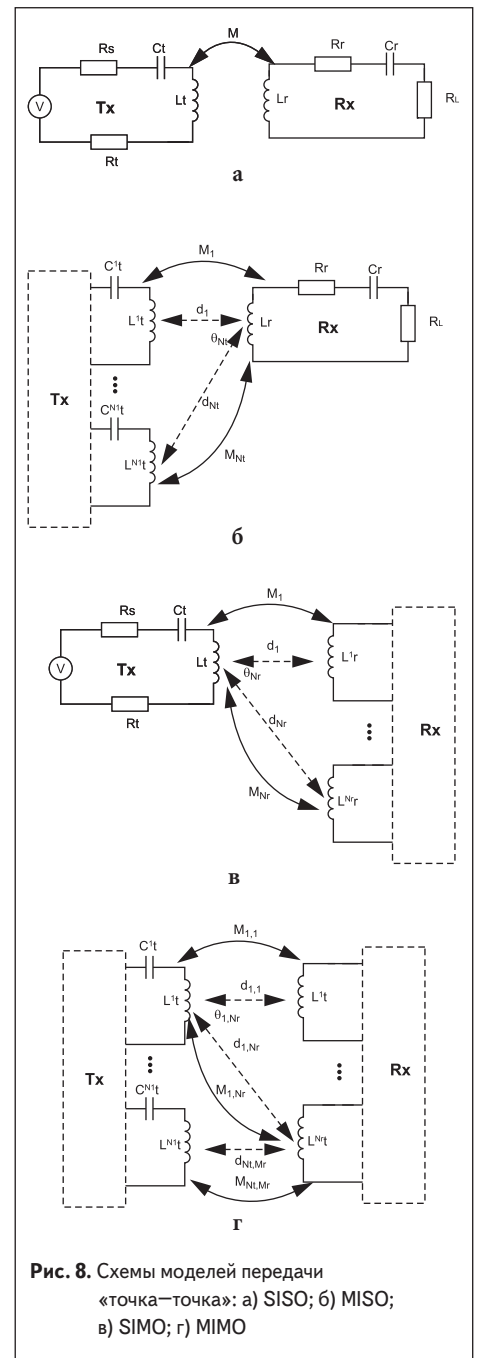 M
Rs
Ct
Rr
Cr
V
Tx
Lt
Lr
Rx
RL
Rt
а
C¹t
M₁
Rr
Cr
L¹t
d₁
Lr
Rx
RL
θNt
Tx
CN1t
dNt
LN1t
MNt
б
M₁
Rs
Ct
d₁
L¹r
V
Tx
Lt
θNr
Rt
dNr
Rx
MNr
LNrr
в
M₁,₁
C¹t
L¹t
d₁,₁
L¹t
θ1,Nr
d1,Nr
Tx
Rx
CN1t
M1,Nr
LN1t
LNrt
dNt,Mr
MNt,Mr
г
Рис. 8. Схемы моделей передачи
«точка—точка»: а) SISO; б) MISO;
в) SIMO; г) MIMO